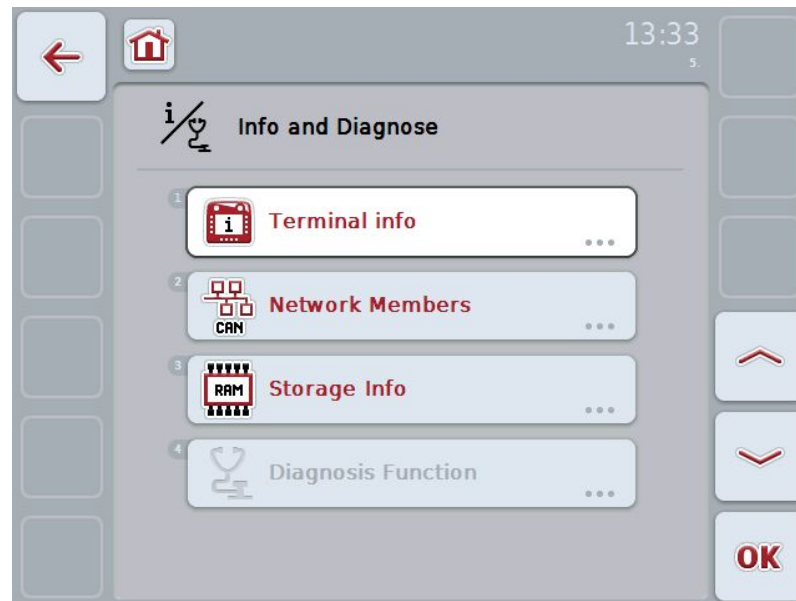 13:33
5.
i
Info and Diagnose
1
i
Terminal info
2
CAN
Network Members
3
RAM
Storage Info
4
Diagnosis Function
OK